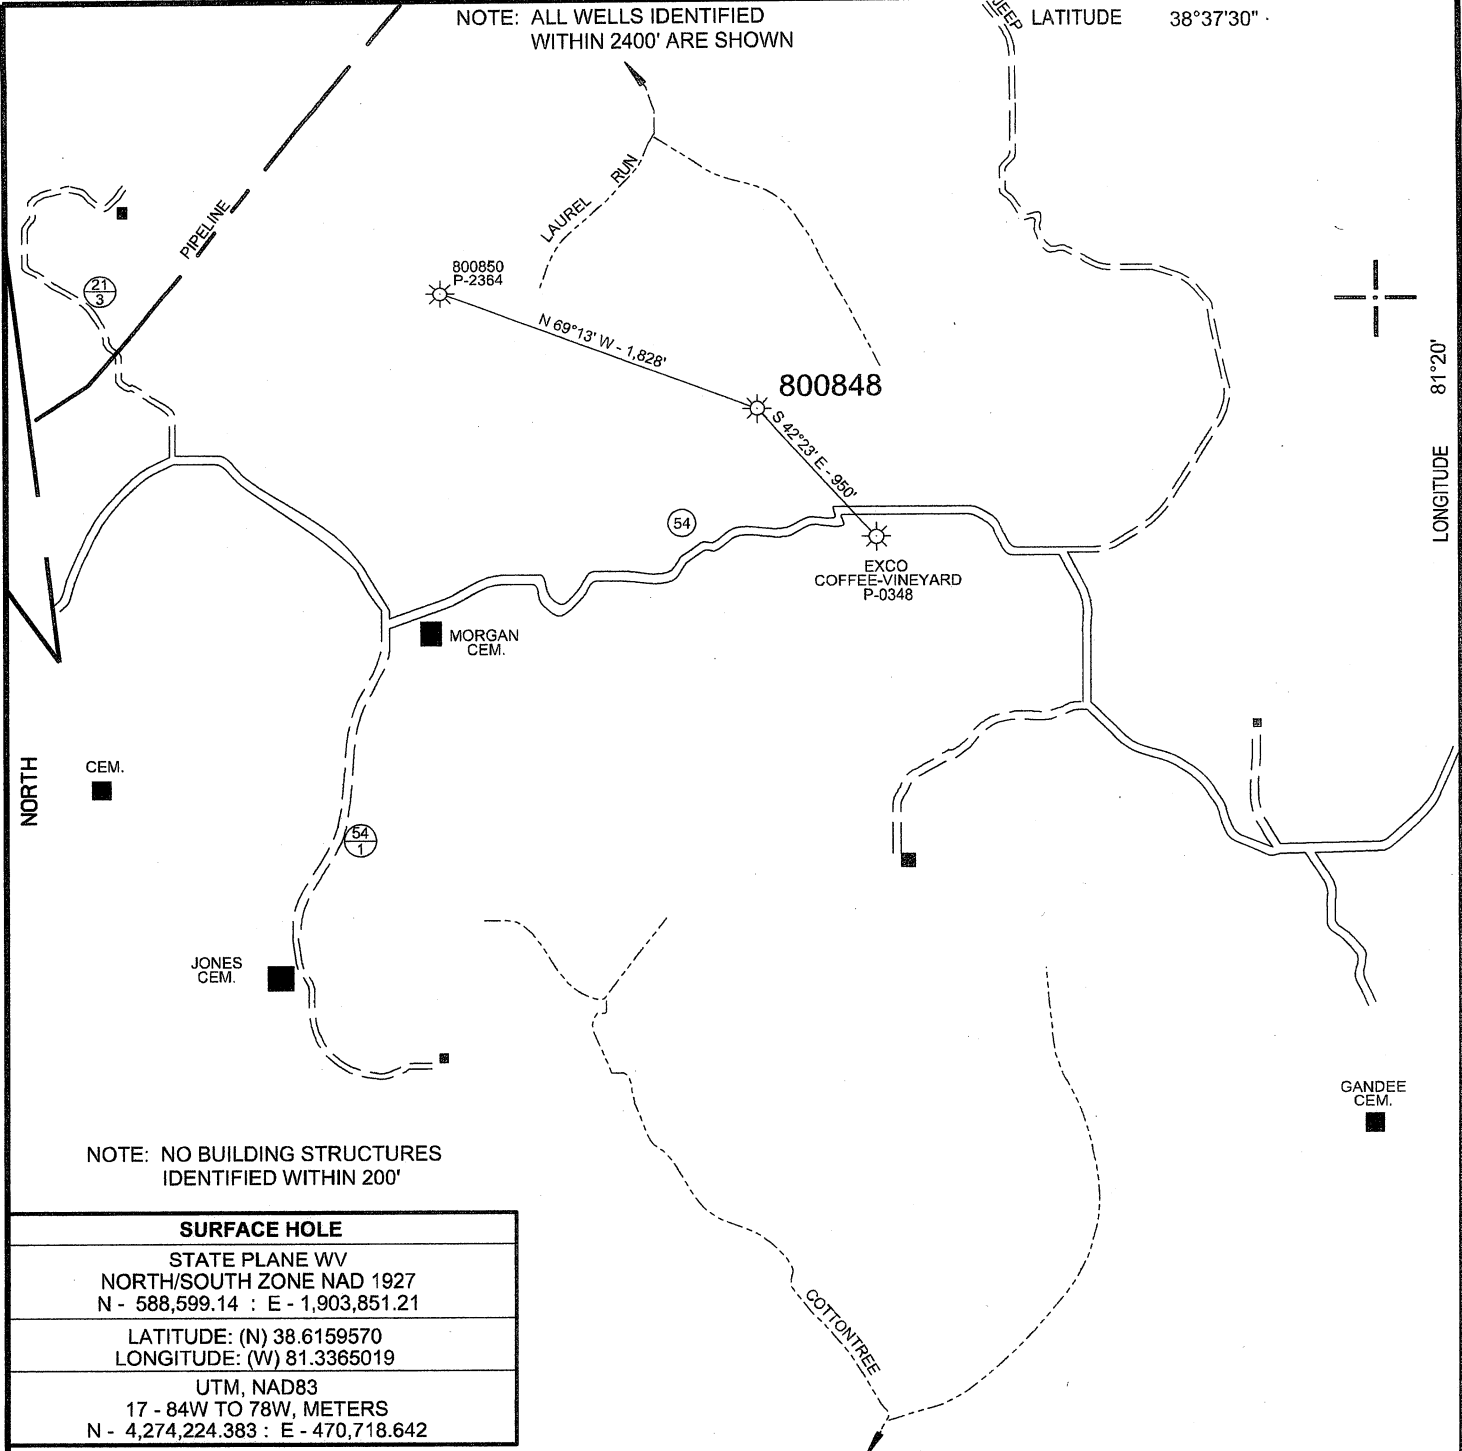 NOTE: ALL WELLS IDENTIFIED
WITHIN 2400' ARE SHOWN
JEEP
LATITUDE 38°37'30"
LAUREL RUN
PIPELINE
21
3
800850
P-2364
N 69°13' W - 1,828'
800848
S 42°23' E - 950'
LONGITUDE 81°20'
54
EXCO
COFFEE-VINEYARD
P-0348
MORGAN
CEM.
NORTH
CEM.
54
1
JONES
CEM.
GANDEE
CEM.
NOTE: NO BUILDING STRUCTURES
IDENTIFIED WITHIN 200'
COTTONTREE
SURFACE HOLE
STATE PLANE WV
NORTH/SOUTH ZONE NAD 1927
N - 588,599.14 : E - 1,903,851.21
LATITUDE: (N) 38.6159570
LONGITUDE: (W) 81.3365019
UTM, NAD83
17 - 84W TO 78W, METERS
N - 4,274,224.383 : E - 470,718.642